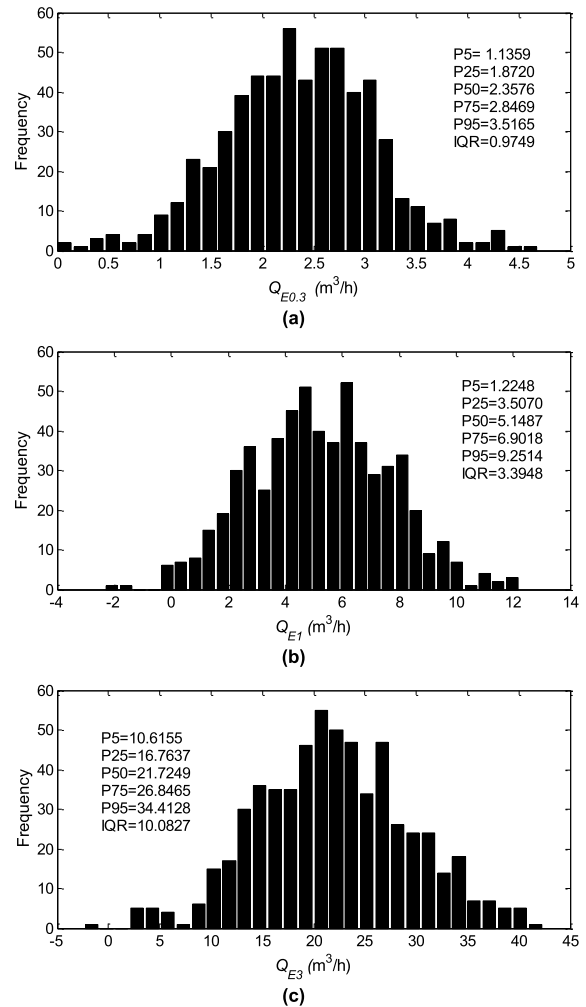 60
50
40
30
20
10
0
Frequency
P5= 1.1359
P25=1.8720
P50=2.3576
P75=2.8469
P95=3.5165
IQR=0.9749
0 0.5 1 1.5 2 2.5 3 3.5 4 4.5 5
Q_E0.3 (m³/h)
(a)
60
50
40
30
20
10
0
Frequency
P5=1.2248
P25=3.5070
P50=5.1487
P75=6.9018
P95=9.2514
IQR=3.3948
-4 -2 0 2 4 6 8 10 12 14
Q_E1 (m³/h)
(b)
60
50
40
30
20
10
0
Frequency
P5=10.6155
P25=16.7637
P50=21.7249
P75=26.8465
P95=34.4128
IQR=10.0827
-5 0 5 10 15 20 25 30 35 40 45
Q_E3 (m³/h)
(c)